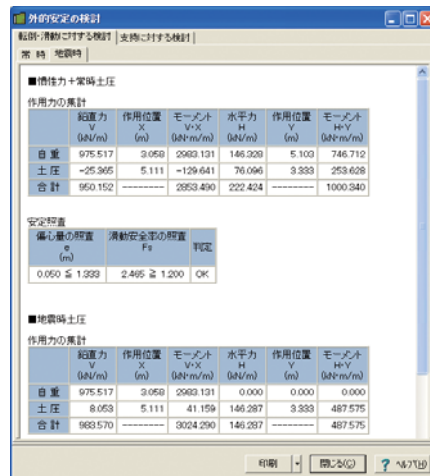 外的安定の検討
転倒・滑動に対する検討 支持に対する検討
常 時 地震時
■慣性力＋常時土圧
作用力の集計
鉛直力 V (kN/m) 作用位置 X (m) モーメント V・X (kN・m/m) 水平力 H (kN/m) 作用位置 Y (m) モーメント H・Y (kN・m/m)
自 重 975.517 3.058 2983.131 146.328 5.103 746.712
土 圧 -25.365 5.111 -129.641 76.096 3.333 253.628
合 計 950.152 -------- 2853.490 222.424 -------- 1000.340
安定照査
偏心量の照査 e (m) 滑動安全率の照査 Fs 判定
0.050 ≦ 1.333 2.465 ≧ 1.200 OK
■地震時土圧
作用力の集計
鉛直力 V (kN/m) 作用位置 X (m) モーメント V・X (kN・m/m) 水平力 H (kN/m) 作用位置 Y (m) モーメント H・Y (kN・m/m)
自 重 975.517 3.058 2983.131 0.000 0.000 0.000
土 圧 8.053 5.111 41.159 146.287 3.333 487.575
合 計 983.570 -------- 3024.290 146.287 -------- 487.575
印刷 閉じる(C) ? ヘルプ(H)